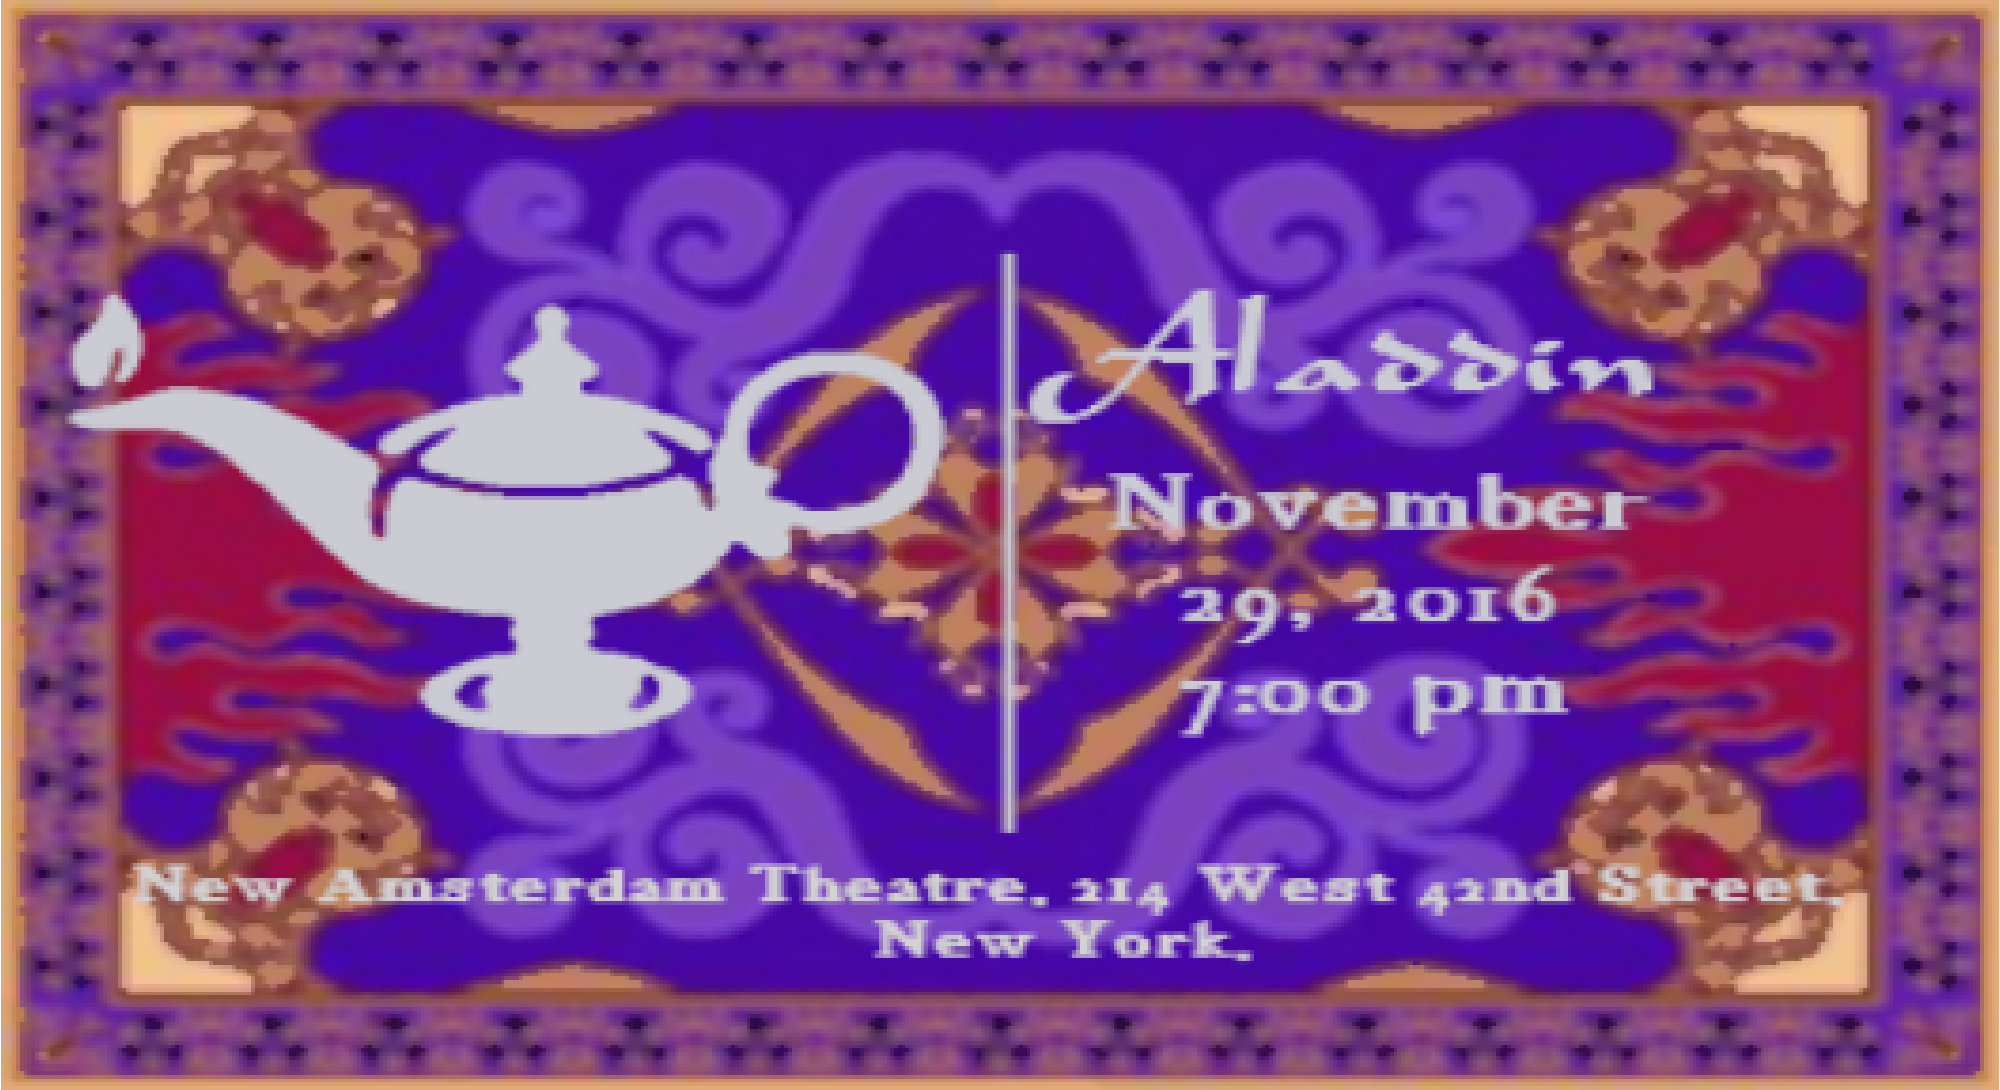 Aladdin
November
29, 2016
7:00 pm
New Amsterdam Theatre. 214 West 42nd Street.
New York.